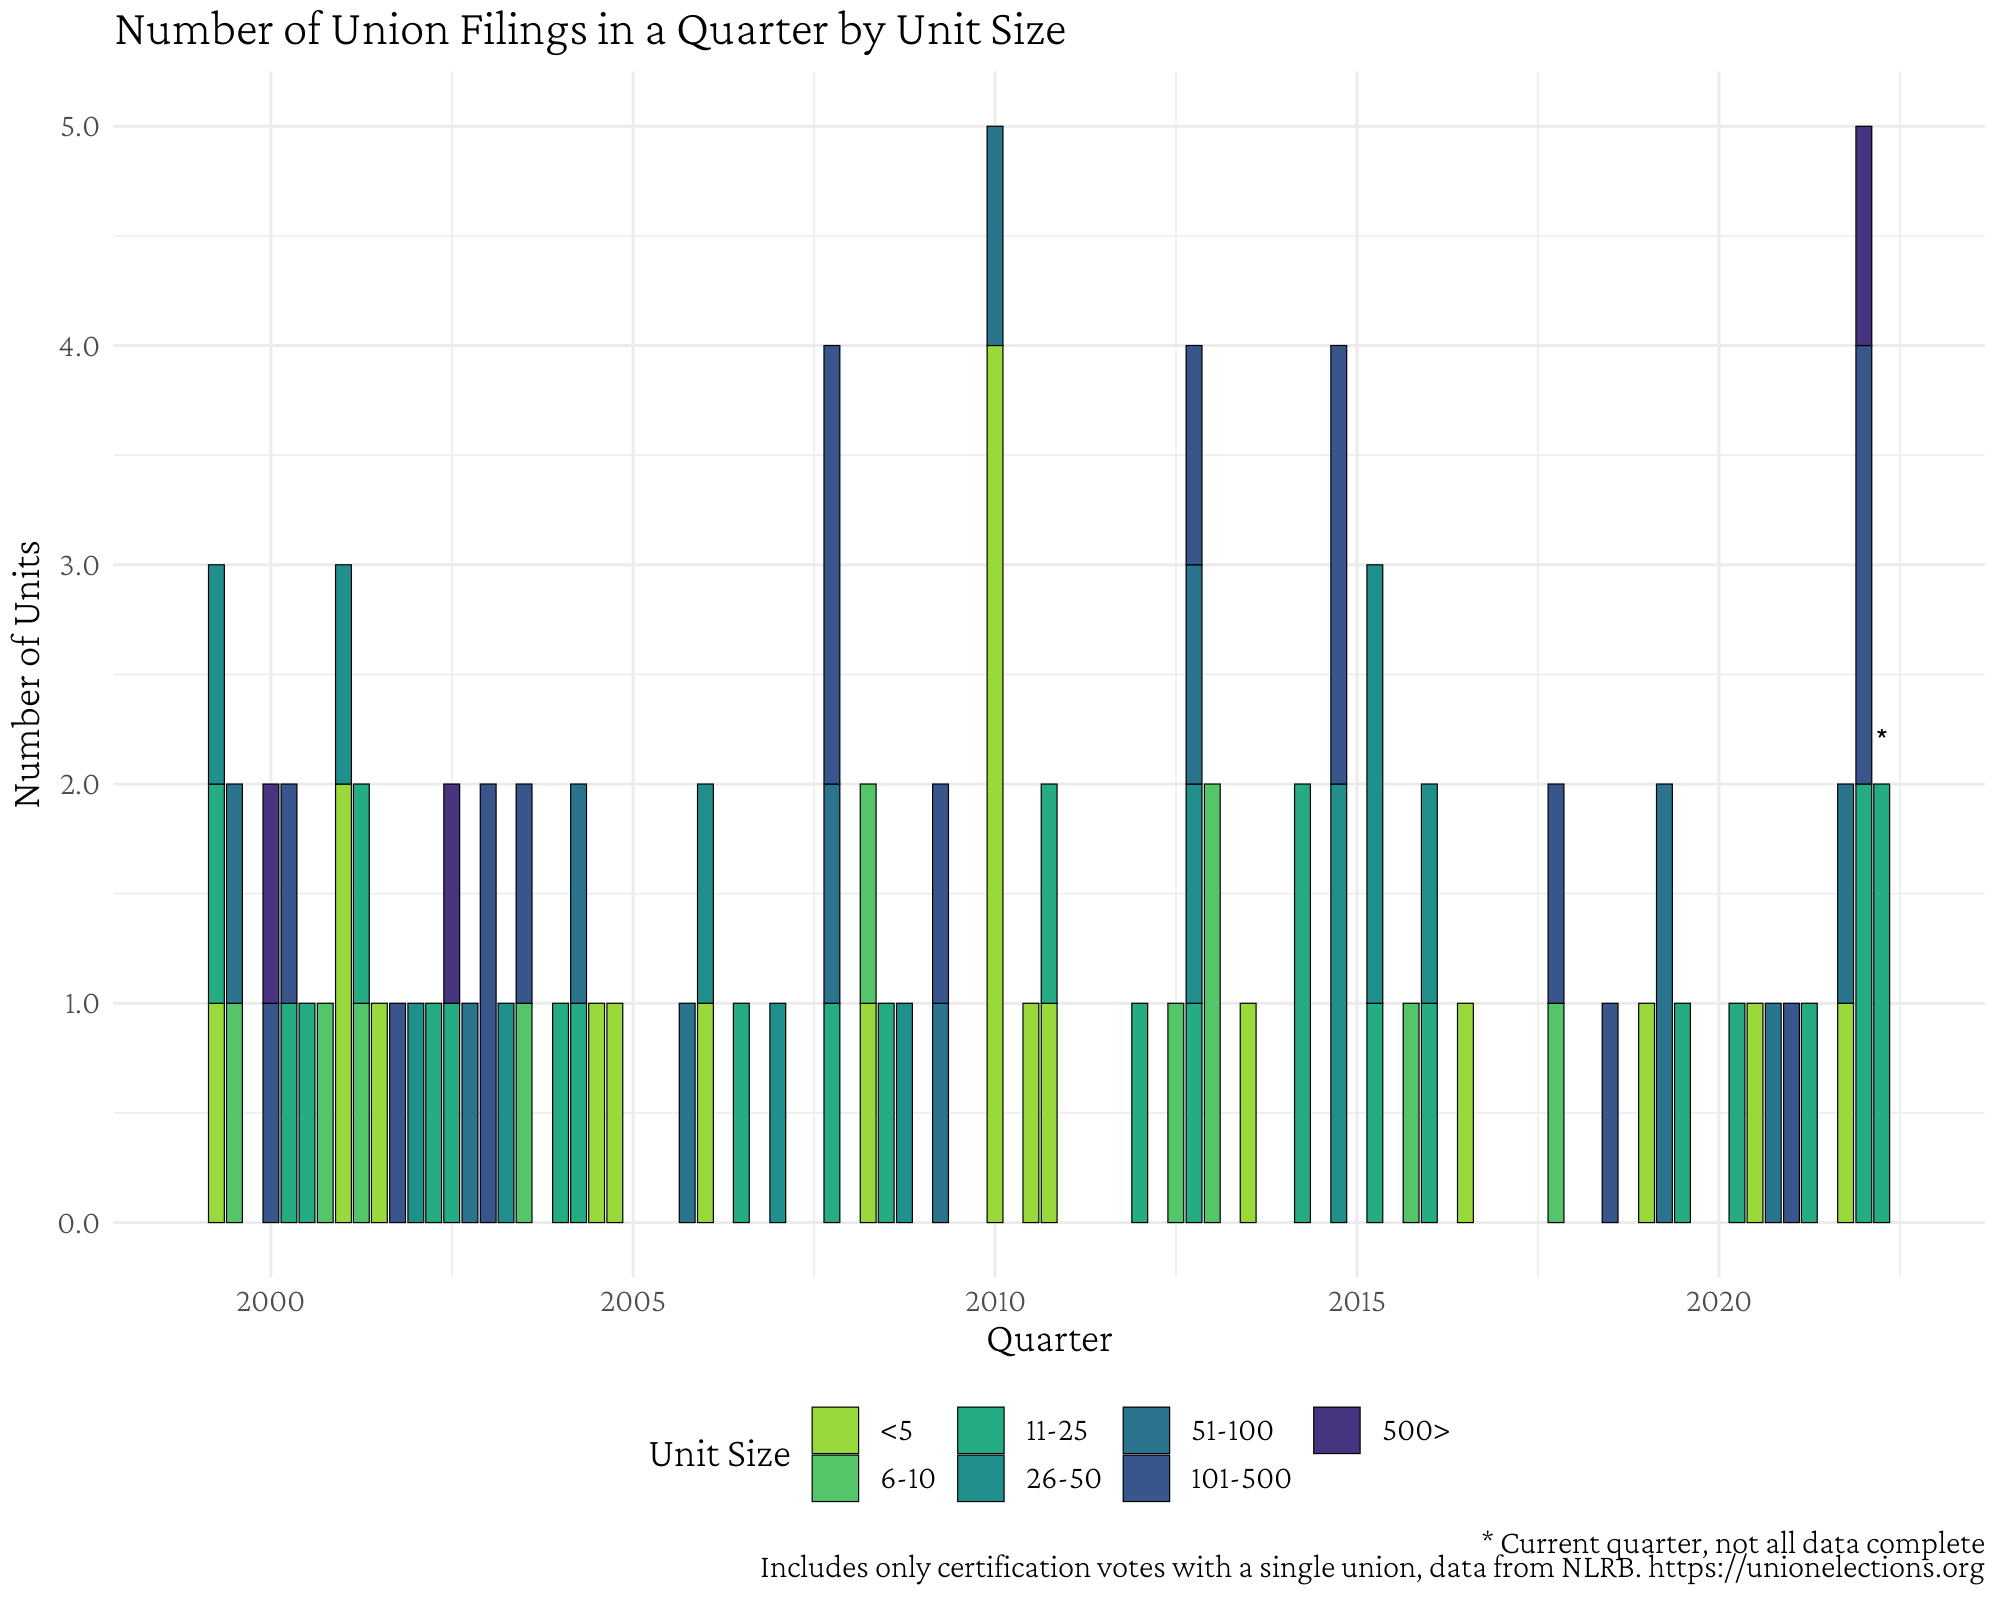 Number of Union Filings in a Quarter by Unit Size
5.0
4.0
3.0
2.0
1.0
0.0
Number of Units
*
2000 2005 2010 2015 2020
Quarter
Unit Size
<5 11-25 51-100 500>
6-10 26-50 101-500
* Current quarter, not all data complete
Includes only certification votes with a single union, data from NLRB. https://unionelections.org